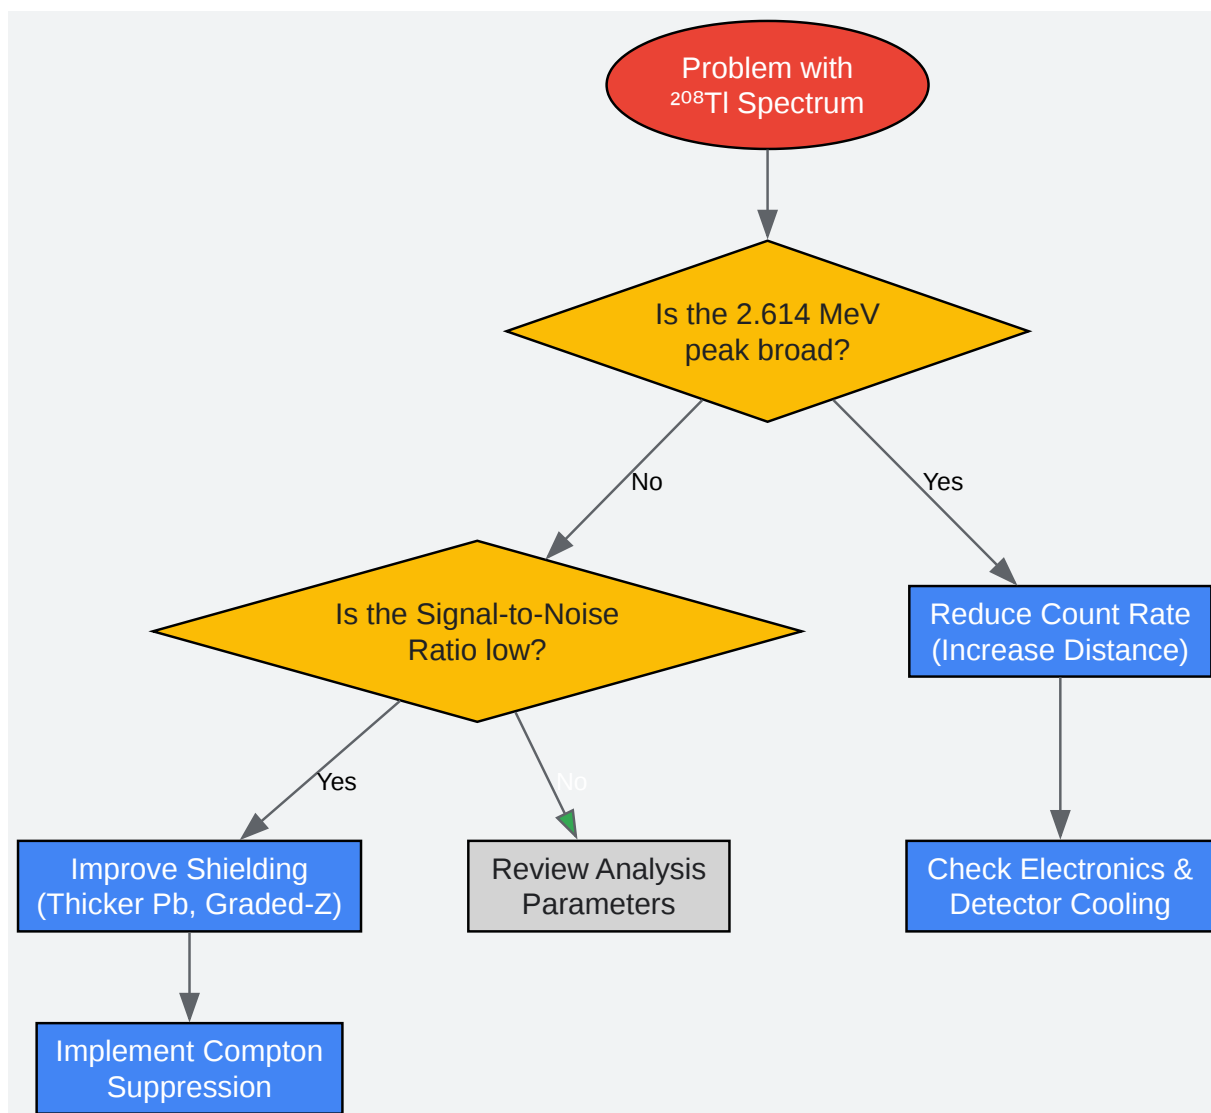 Problem with
²⁰⁸Tl Spectrum
Is the 2.614 MeV
peak broad?
No
Yes
Is the Signal-to-Noise
Ratio low?
Reduce Count Rate
(Increase Distance)
Yes
No
Improve Shielding
(Thicker Pb, Graded-Z)
Review Analysis
Parameters
Check Electronics &
Detector Cooling
Implement Compton
Suppression